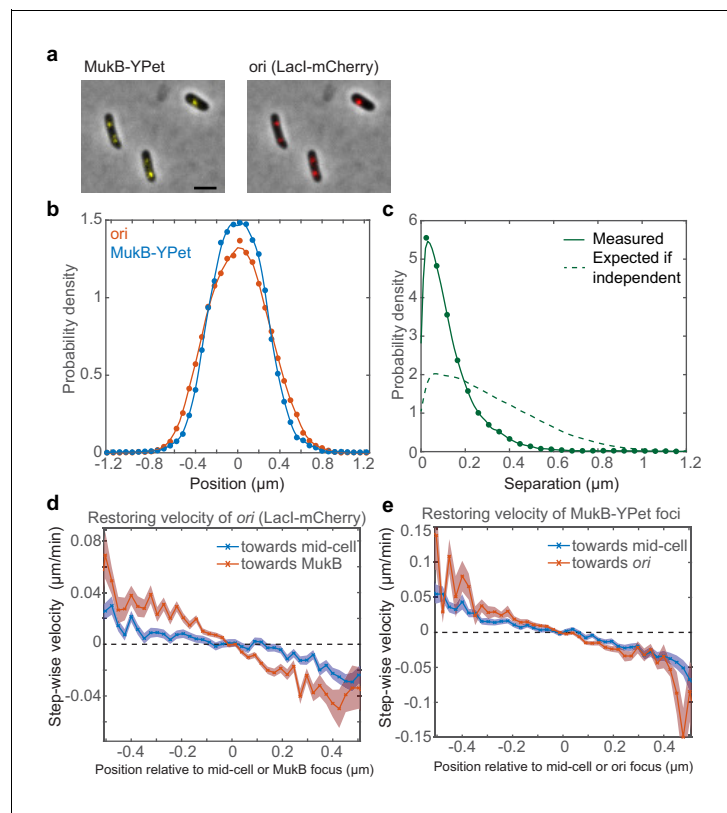 a
MukB-YPet
ori (LacI-mCherry)
b
c
1.5
ori
MukB-YPet
1
0.5
0
Probability density
-1.2
-0.8
-0.4
0
0.4
0.8
1.2
Position (µm)
6
5
4
3
2
1
0
Probability density
Measured
Expected if
independent
0
0.2
0.4
0.6
0.8
1
1.2
Separation (µm)
d
Restoring velocity of ori (LacI-mCherry)
0.08
0.04
0
-0.04
Step-wise velocity (µm/min)
towards mid-cell
towards MukB
-0.4
-0.2
0
0.2
0.4
Position relative to mid-cell or MukB focus (µm)
e
Restoring velocity of MukB-YPet foci
0.15
0.1
0.05
0
-0.05
-0.1
-0.15
Step-wise velocity (µm/min)
towards mid-cell
towards ori
-0.4
-0.2
0
0.2
0.4
Position relative to mid-cell or ori focus (µm)